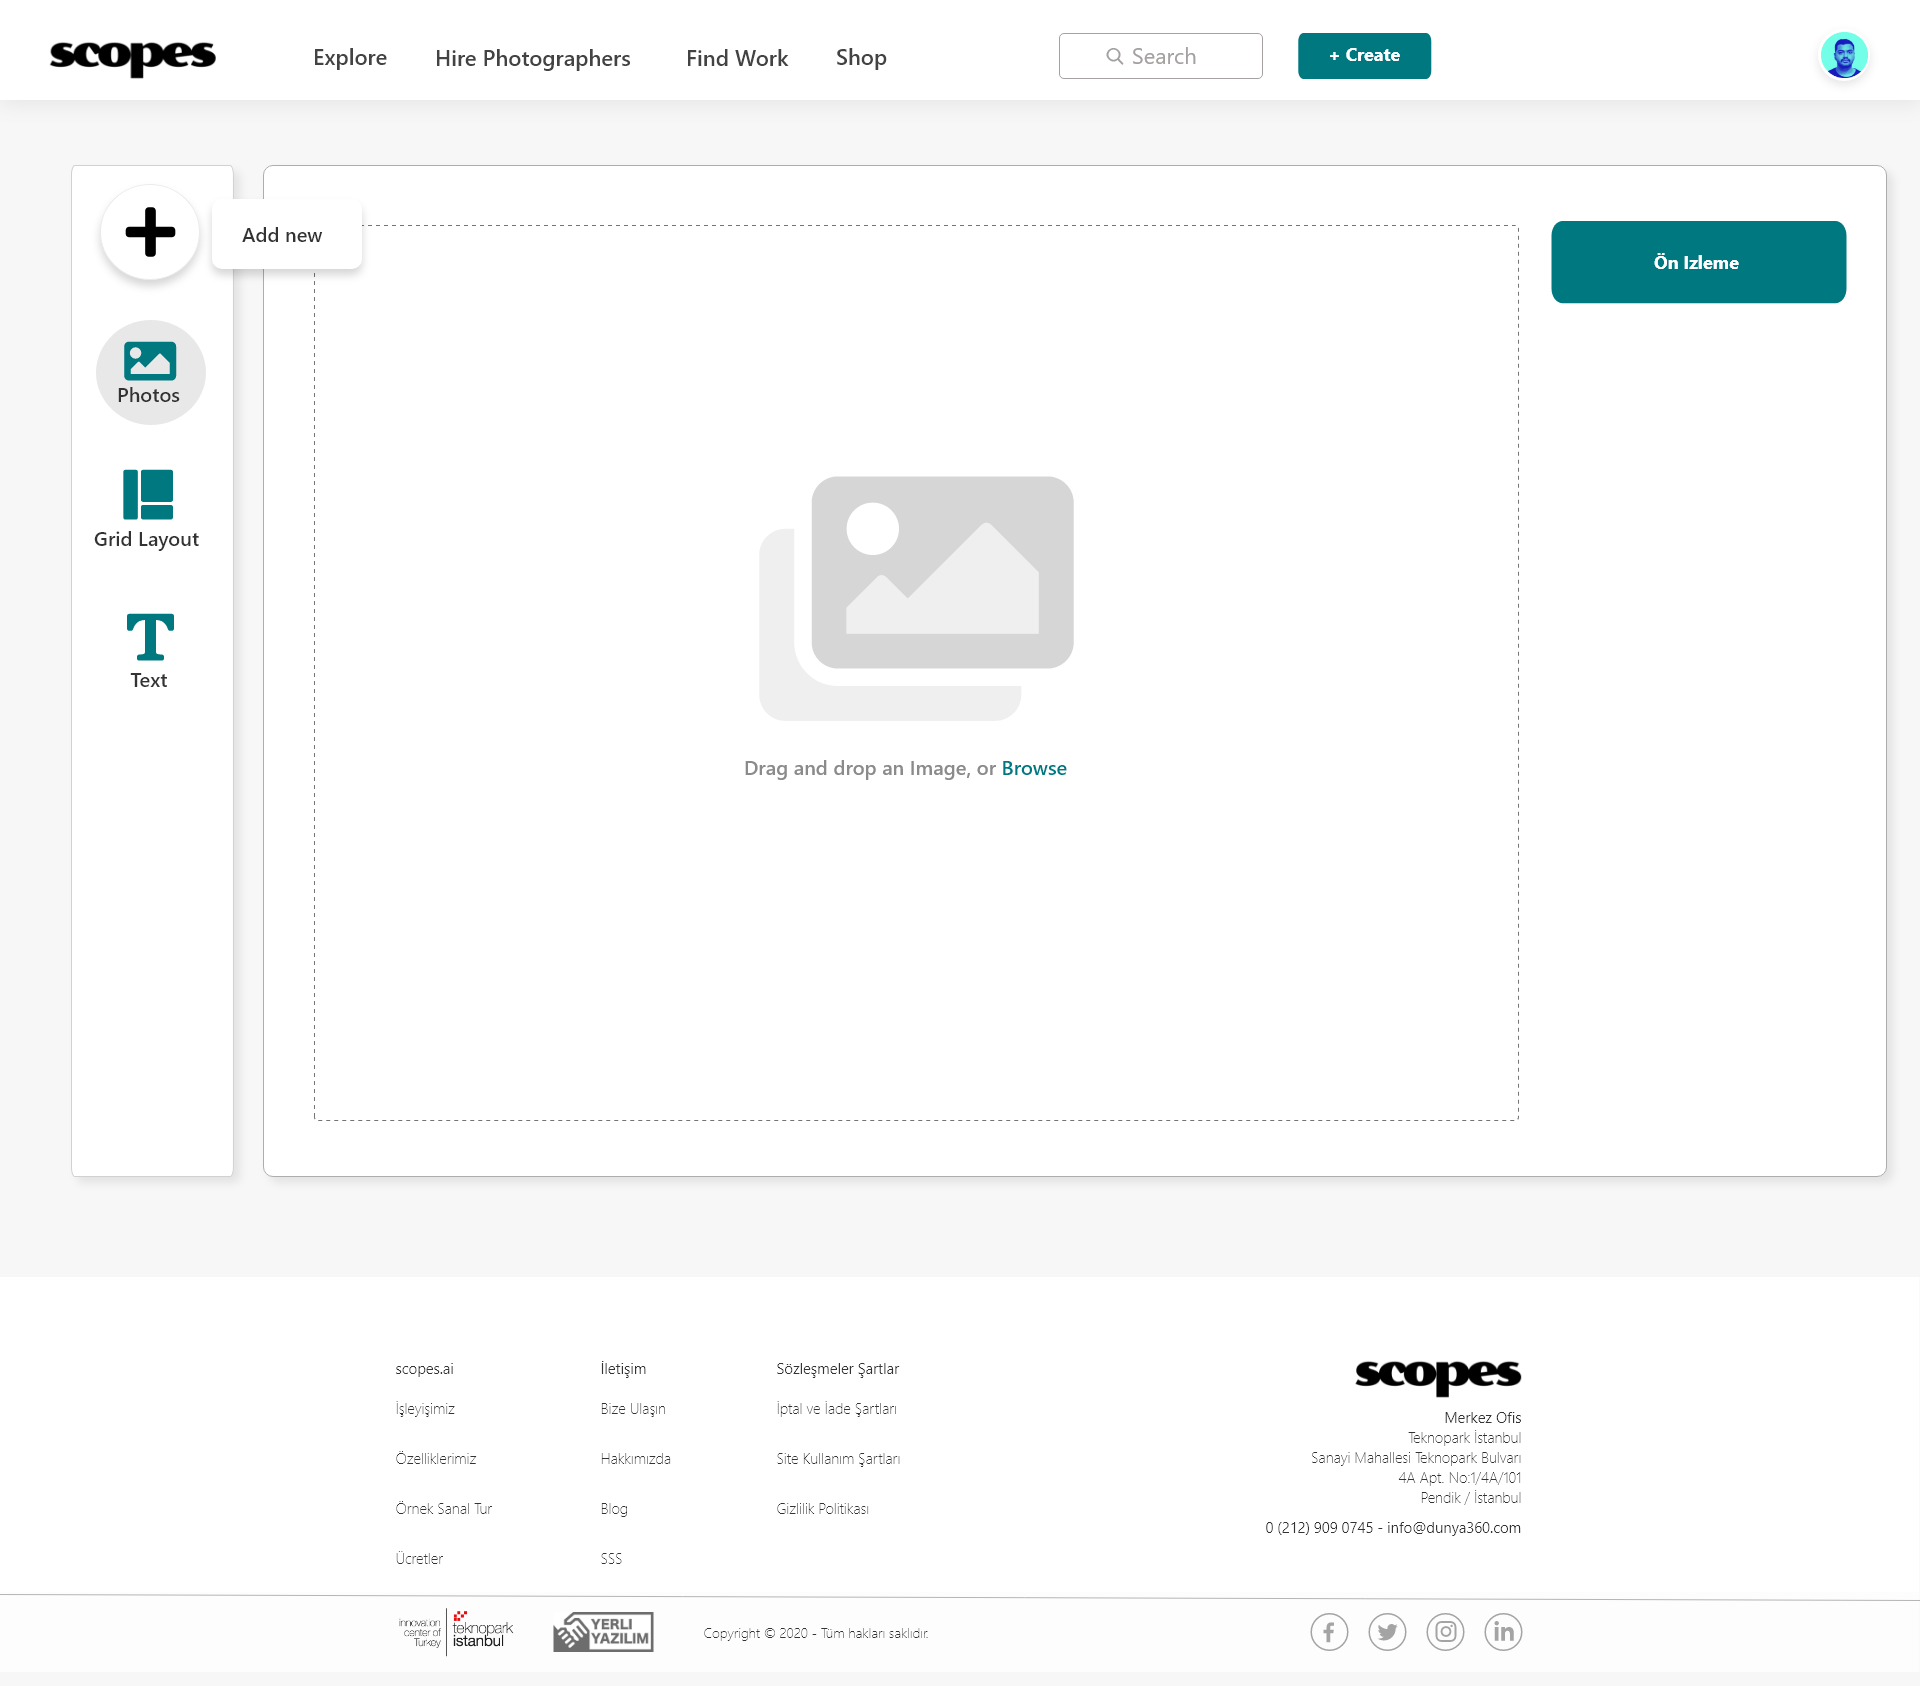 scopes
Explore
Hire Photographers
Find Work
Shop
Search
+ Create
Add new
Ön Izleme
Photos
Grid Layout
Text
Drag and drop an Image, or Browse
scopes.ai
İşleyişimiz
Özelliklerimiz
Örnek Sanal Tur
Ücretler
İletişim
Bize Ulaşın
Hakkımızda
Blog
SSS
Sözleşmeler Şartlar
İptal ve İade Şartları
Site Kullanım Şartları
Gizlilik Politikası
scopes
Merkez Ofis
Teknopark İstanbul
Sanayi Mahallesi Teknopark Bulvarı
4A Apt. No:1/4A/101
Pendik / İstanbul
0 (212) 909 0745 - info@dunya360.com
innovation
center of
Turkey
teknopark
istanbul
YERLİ
YAZILIM
Copyright © 2020 - Tüm hakları saklıdır.